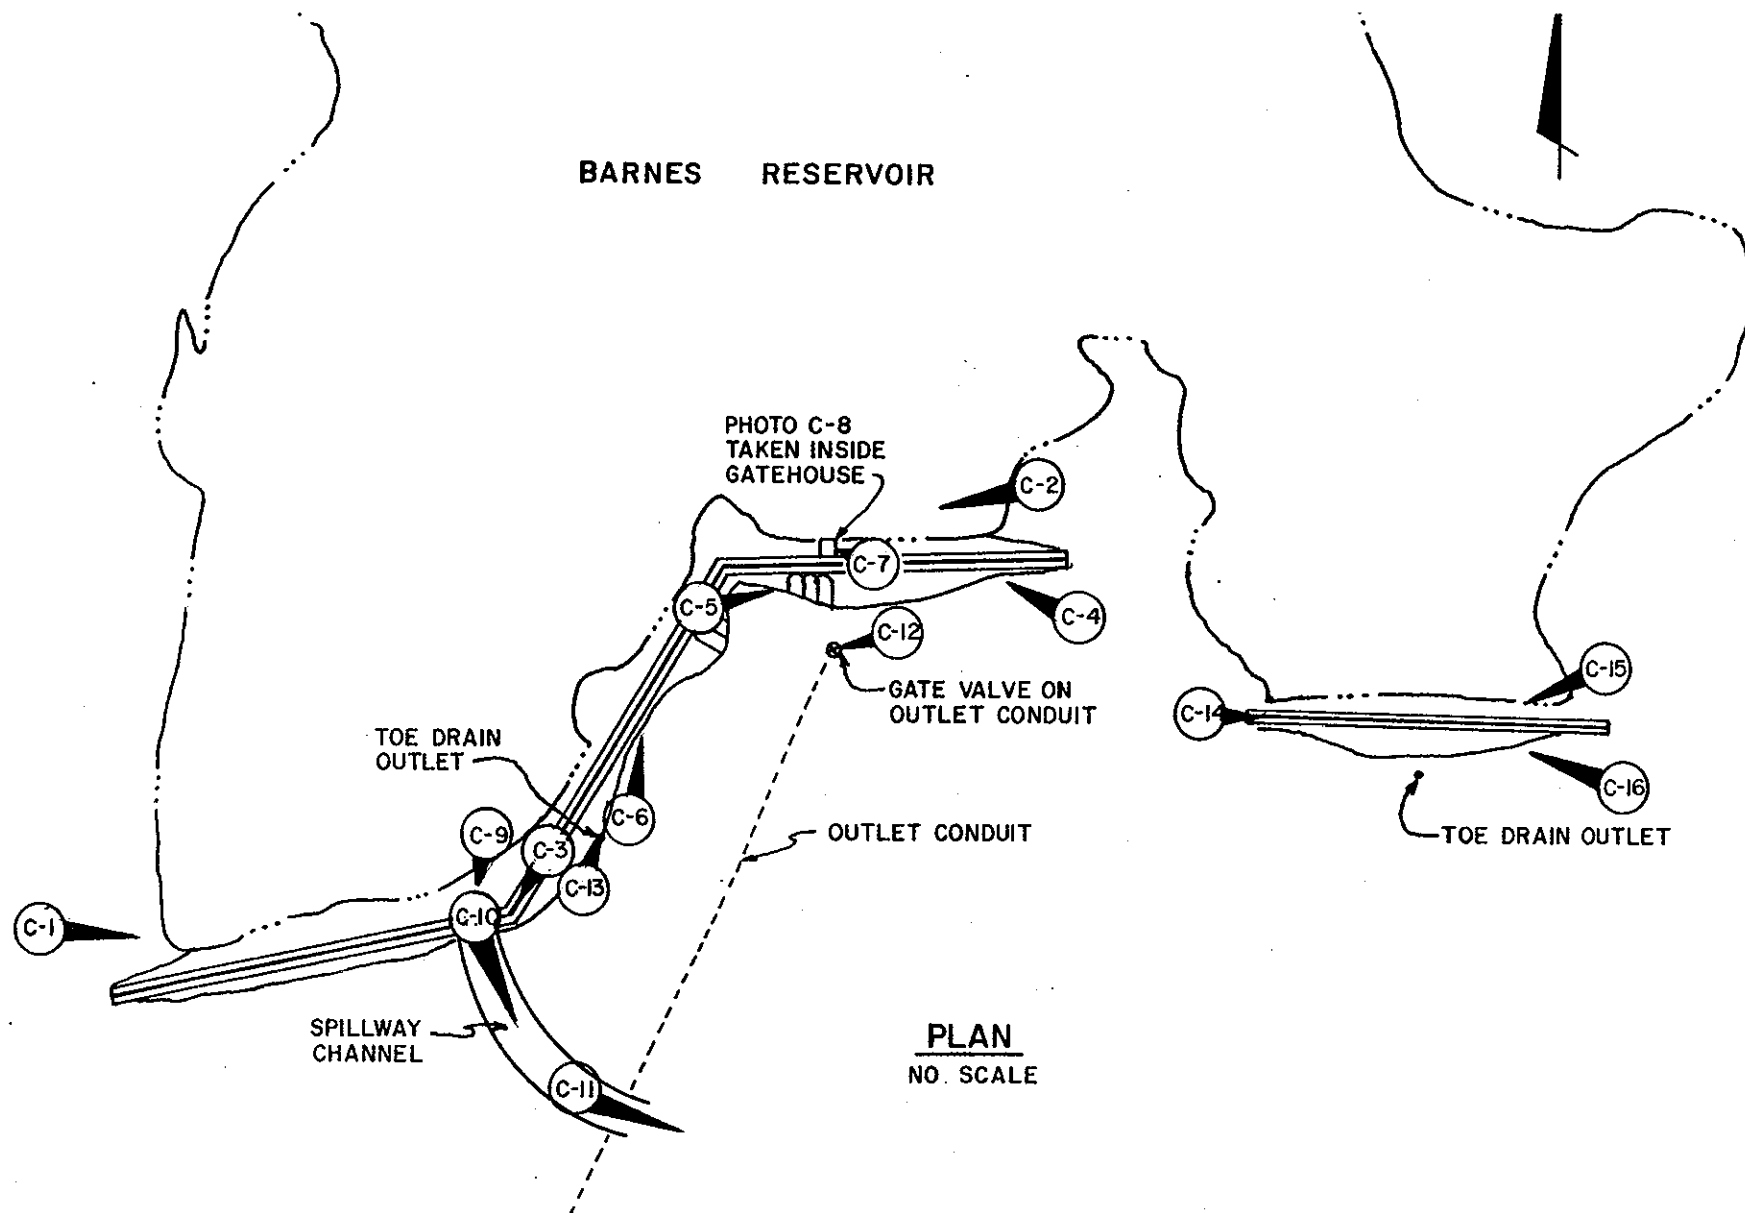 BARNES RESERVOIR
PHOTO C-8
TAKEN INSIDE
GATEHOUSE
C-2
C-7
C-5
C-4
C-12
GATE VALVE ON
OUTLET CONDUIT
C-15
C-14
C-16
TOE DRAIN OUTLET
TOE DRAIN
OUTLET
C-6
C-9
C-3
C-13
OUTLET CONDUIT
C-1
C-10
SPILLWAY
CHANNEL
C-11
PLAN
NO. SCALE